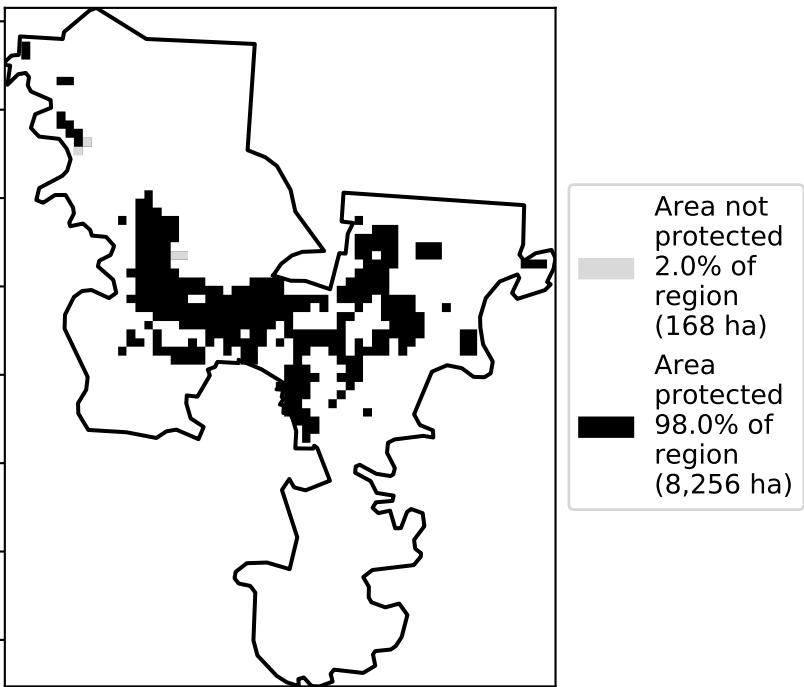 Area not
protected
2.0% of
region
(168 ha)
Area
protected
98.0% of
region
(8,256 ha)